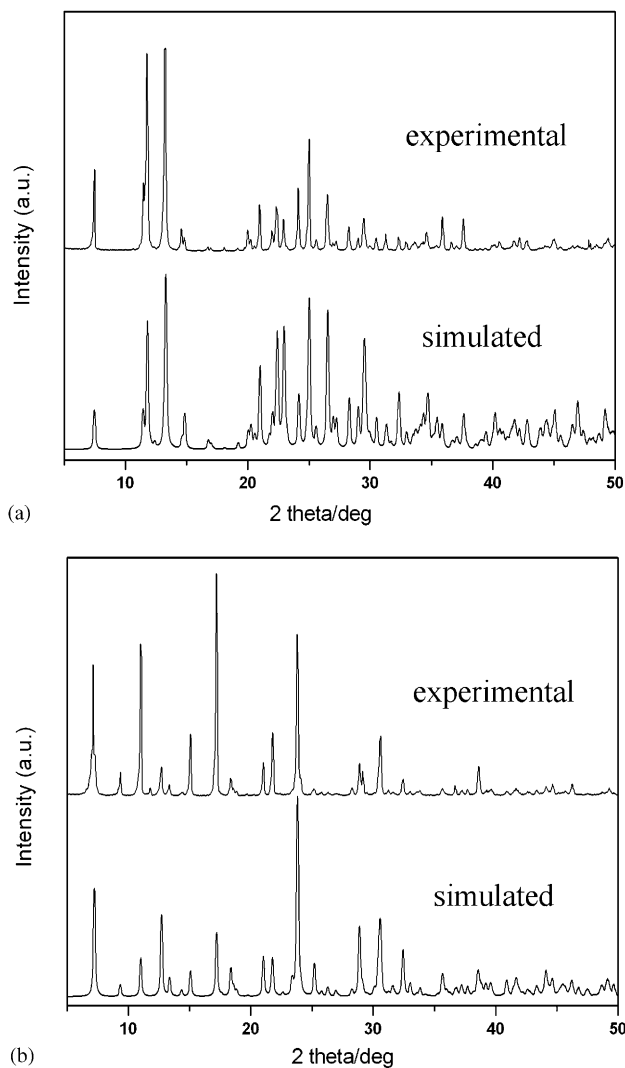 experimental
simulated
Intensity (a.u.)
10 20 30 40 50
2 theta/deg
(a)
experimental
simulated
Intensity (a.u.)
10 20 30 40 50
2 theta/deg
(b)